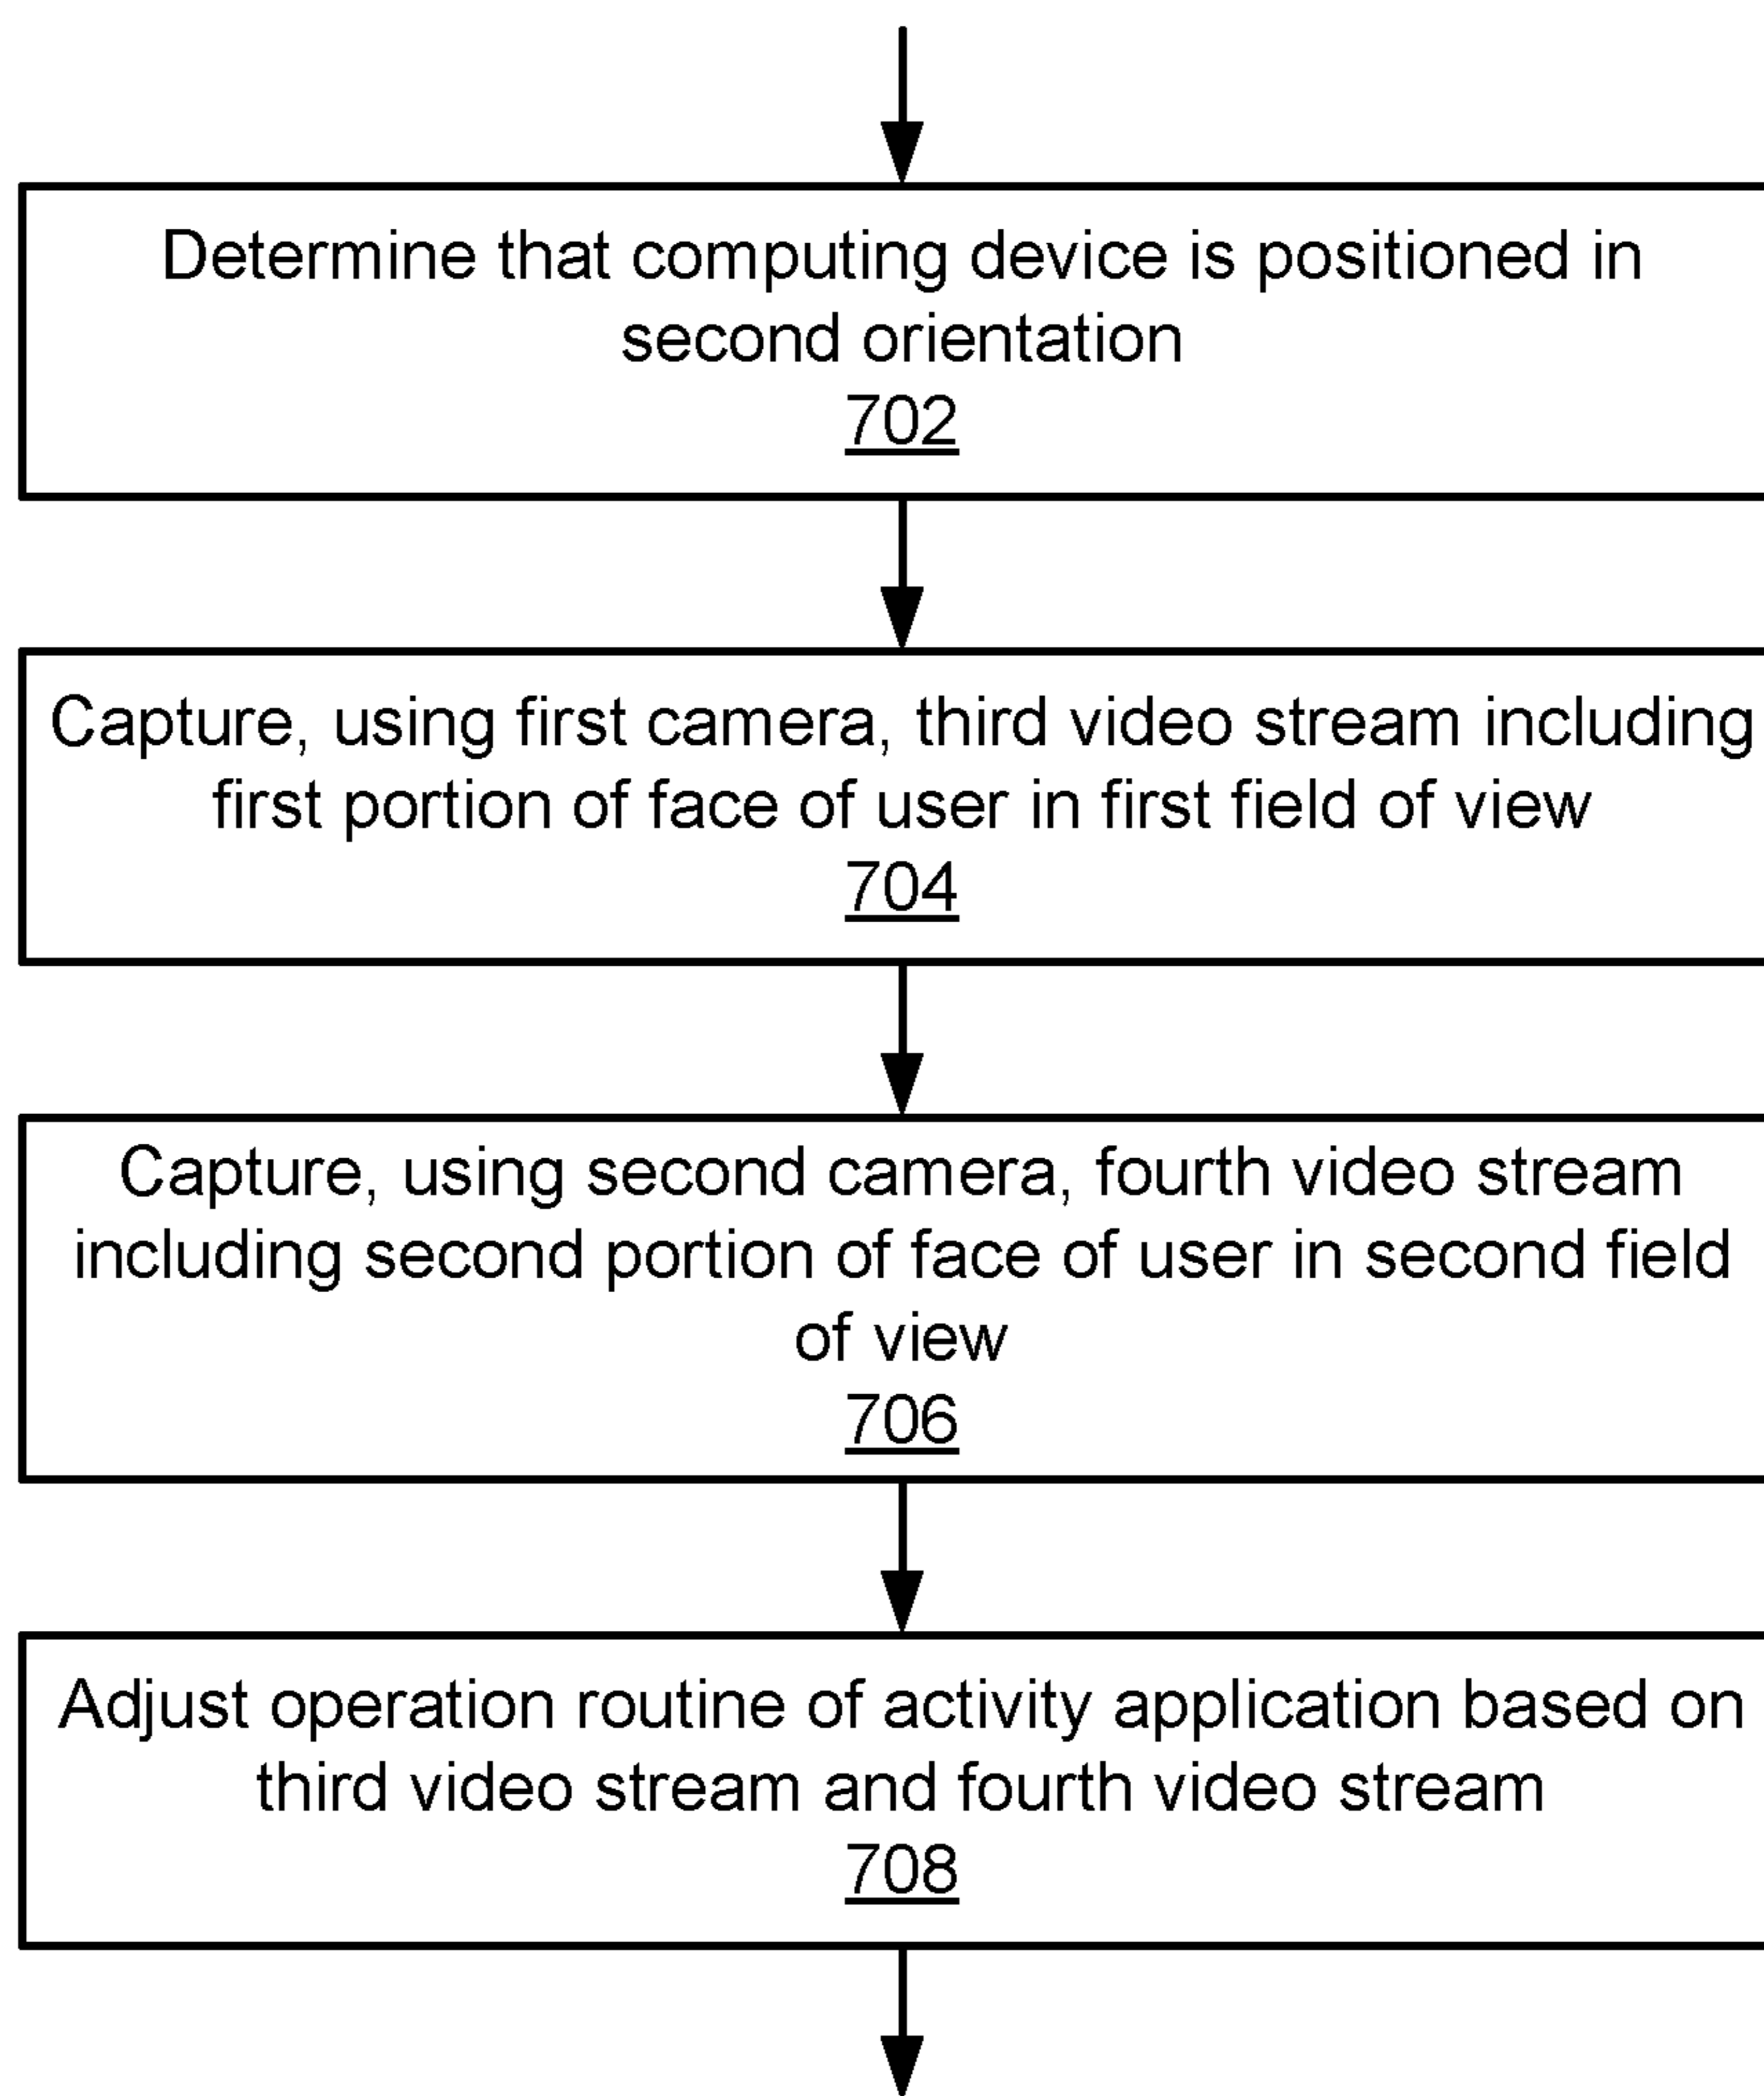 Determine that computing device is positioned in
second orientation
702
Capture, using first camera, third video stream including
first portion of face of user in first field of view
704
Capture, using second camera, fourth video stream
including second portion of face of user in second field
of view
706
Adjust operation routine of activity application based on
third video stream and fourth video stream
708